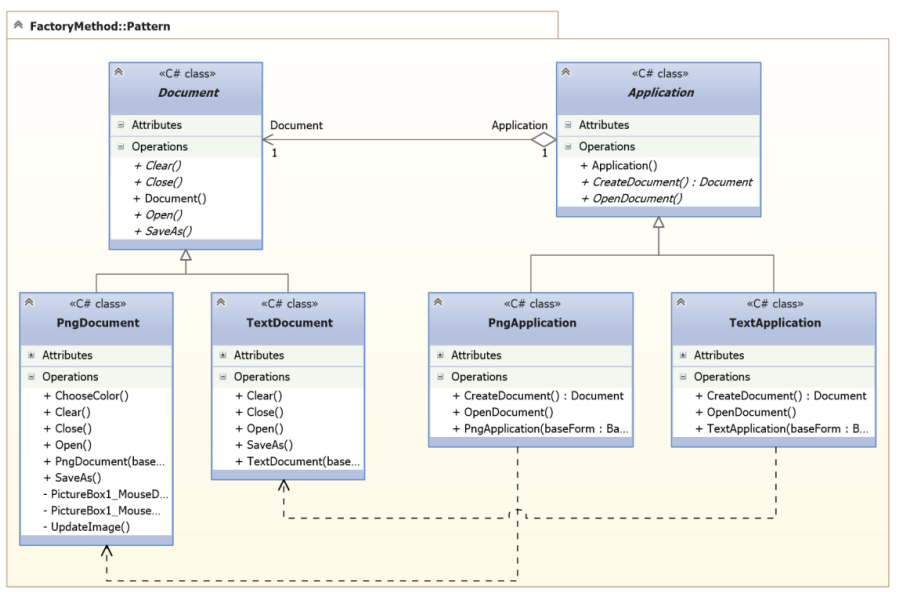 FactoryMethod::Pattern
«C# class»
Document
Attributes
Operations
+ Clear()
+ Close()
+ Document()
+ Open()
+ SaveAs()
Document
1
Application
1
«C# class»
Application
Attributes
Operations
+ Application()
+ CreateDocument() : Document
+ OpenDocument()
«C# class»
PngDocument
Attributes
Operations
+ ChooseColor()
+ Clear()
+ Close()
+ Open()
+ PngDocument(base...
+ SaveAs()
- PictureBox1_MouseD...
- PictureBox1_Mouse...
- UpdateImage()
«C# class»
TextDocument
Attributes
Operations
+ Clear()
+ Close()
+ Open()
+ SaveAs()
+ TextDocument(base...
«C# class»
PngApplication
Attributes
Operations
+ CreateDocument() : Document
+ OpenDocument()
+ PngApplication(baseForm : Ba...
«C# class»
TextApplication
Attributes
Operations
+ CreateDocument() : Document
+ OpenDocument()
+ TextApplication(baseForm : B...